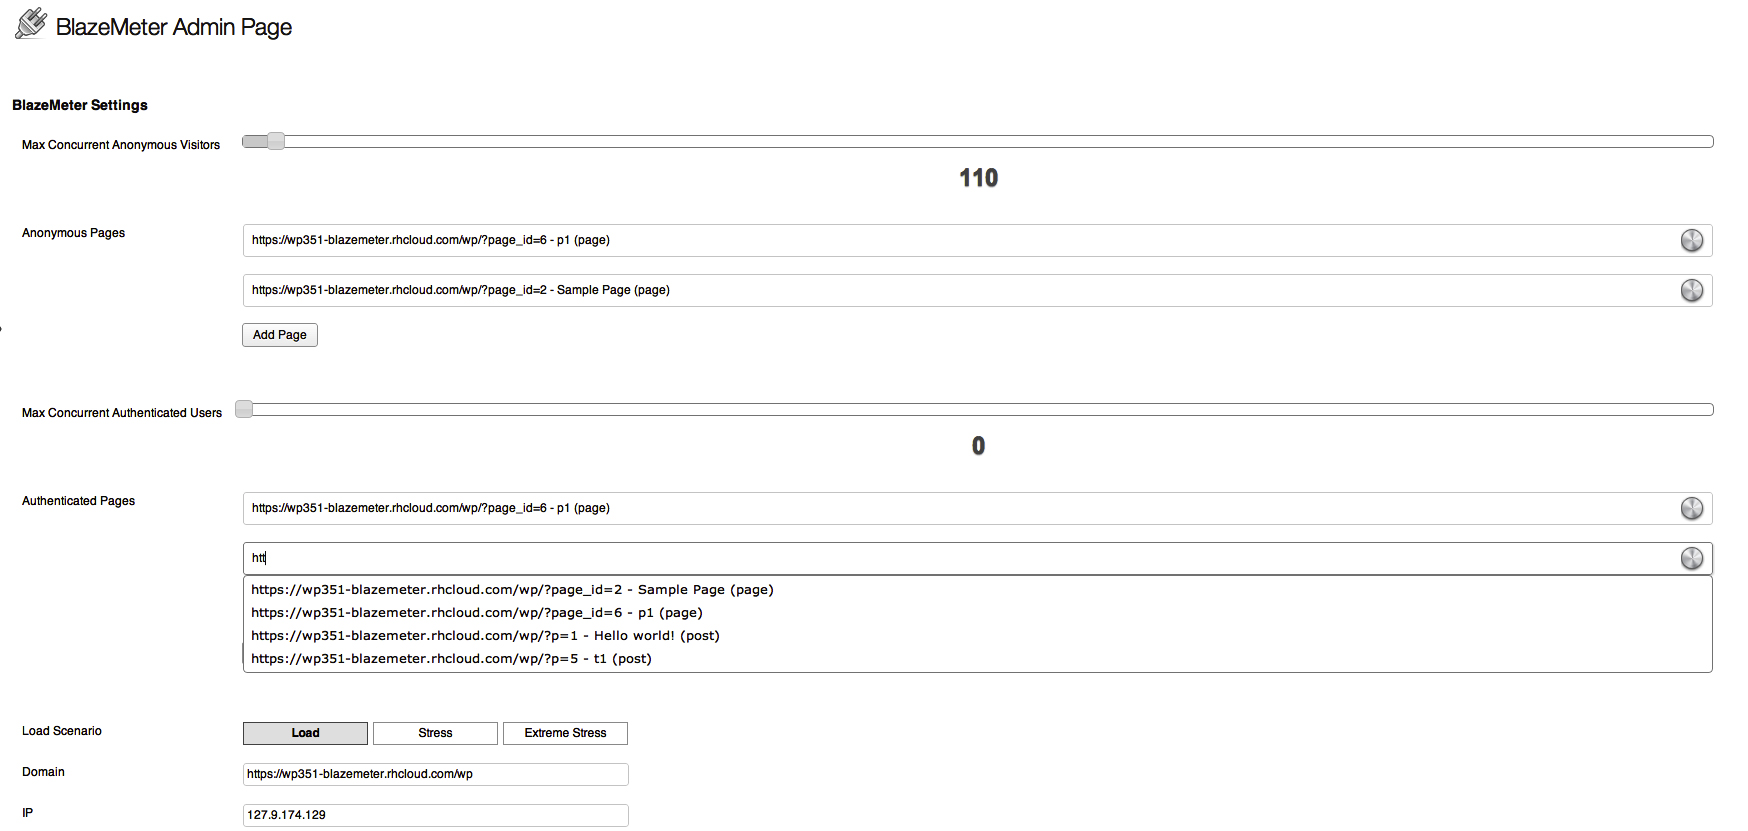 BlazeMeter Admin Page
BlazeMeter Settings
Max Concurrent Anonymous Visitors
110
Anonymous Pages
https://wp351-blazemeter.rhcloud.com/wp/?page_id=6 - p1 (page)
https://wp351-blazemeter.rhcloud.com/wp/?page_id=2 - Sample Page (page)
Add Page
Max Concurrent Authenticated Users
0
Authenticated Pages
https://wp351-blazemeter.rhcloud.com/wp/?page_id=6 - p1 (page)
htt
https://wp351-blazemeter.rhcloud.com/wp/?page_id=2 - Sample Page (page)
https://wp351-blazemeter.rhcloud.com/wp/?page_id=6 - p1 (page)
https://wp351-blazemeter.rhcloud.com/wp/?p=1 - Hello world! (post)
https://wp351-blazemeter.rhcloud.com/wp/?p=5 - t1 (post)
Load Scenario
Load
Stress
Extreme Stress
Domain
https://wp351-blazemeter.rhcloud.com/wp
IP
127.9.174.129